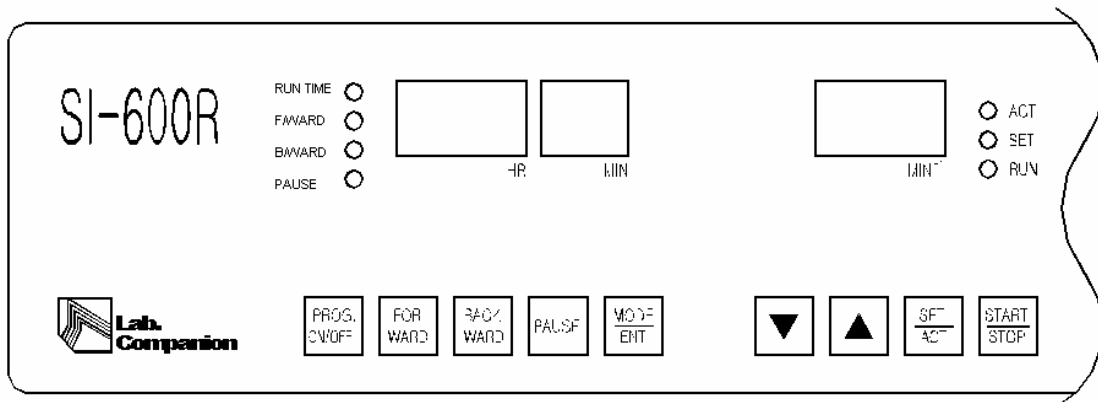 SI-600R
RUN TIME
F/WARD
B/WARD
PAUSE
HR
MIN
MIN⁻
ACT
SET
RUN
Lab.
Companion
PROG.
ON/OFF
FOR
WARD
BACK
WARD
PAUSE
MODE
ENT
SET
ACT
START
STOP